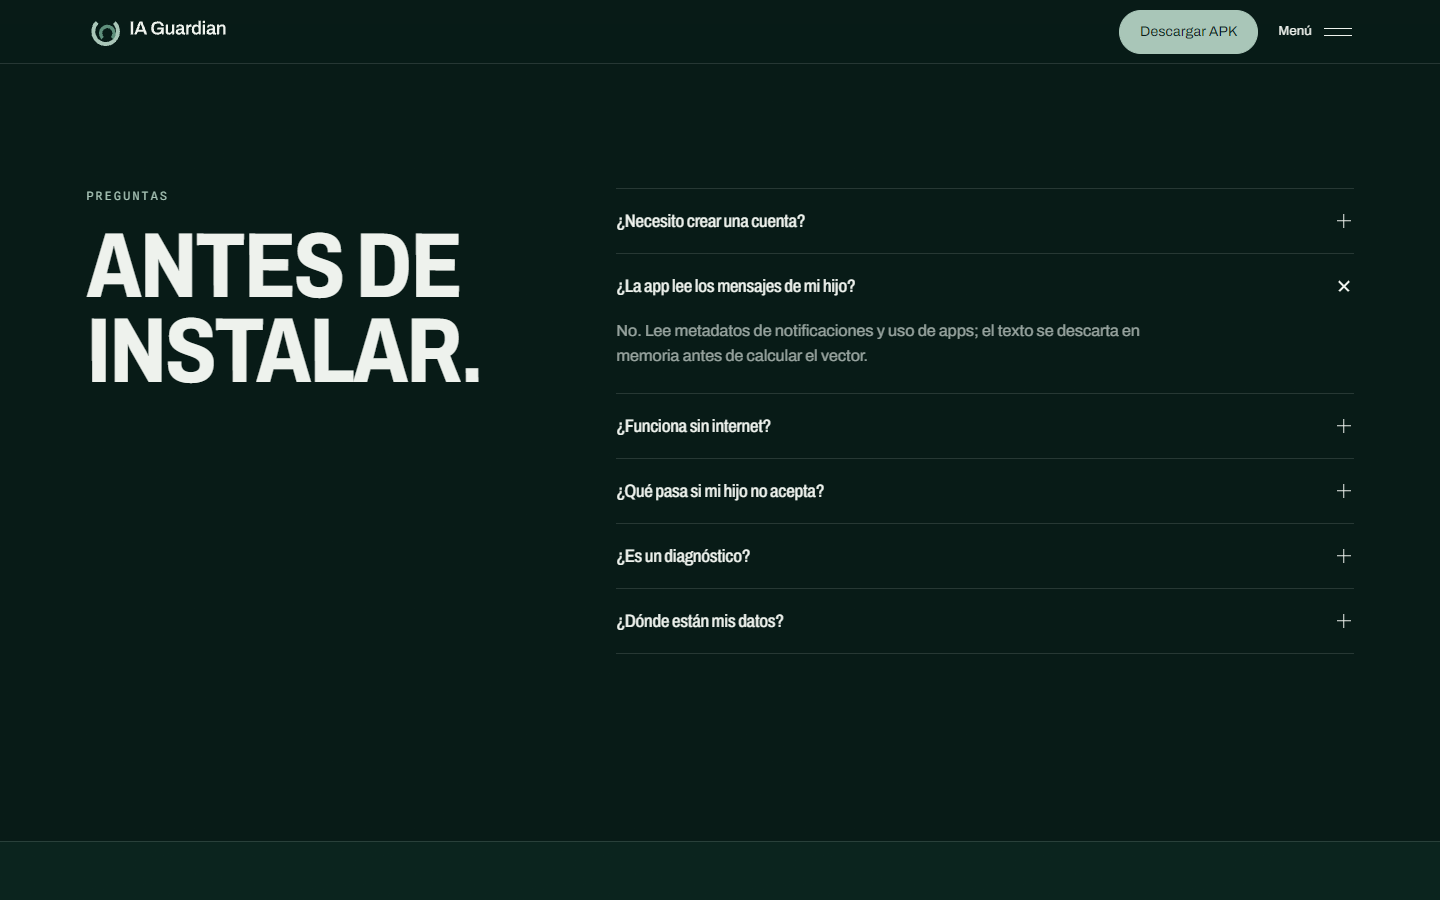 IA Guardian
Descargar APK
Menú
PREGUNTAS
ANTES DE
INSTALAR.
¿Necesito crear una cuenta?
¿La app lee los mensajes de mi hijo?
No. Lee metadatos de notificaciones y uso de apps; el texto se descarta en
memoria antes de calcular el vector.
¿Funciona sin internet?
¿Qué pasa si mi hijo no acepta?
¿Es un diagnóstico?
¿Dónde están mis datos?